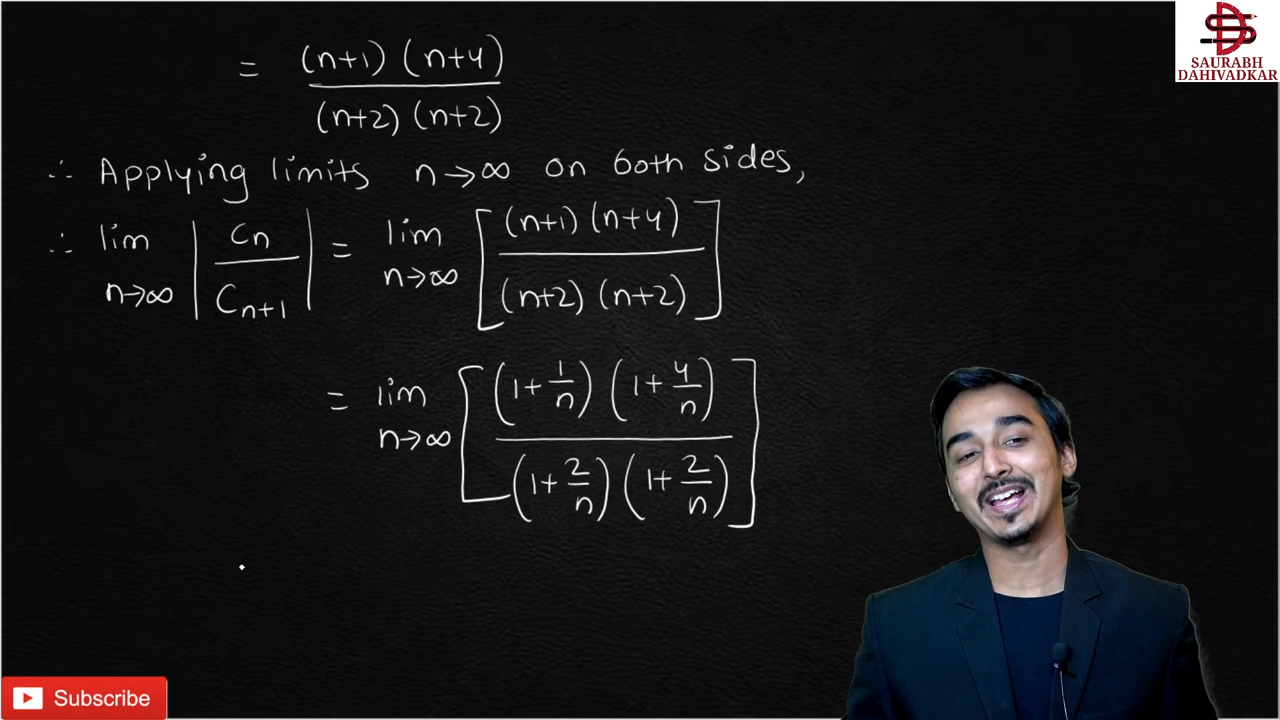 = (n+1) (n+4) / (n+2) (n+2)
∴ Applying limits n→∞ on both sides,
∴ lim n→∞ | Cn / Cn+1 | = lim n→∞ [ (n+1) (n+4) / (n+2) (n+2) ]
= lim n→∞ [ (1+1/n) (1+4/n) / (1+2/n) (1+2/n) ]
SAURABH
DAHIVADKAR
Subscribe